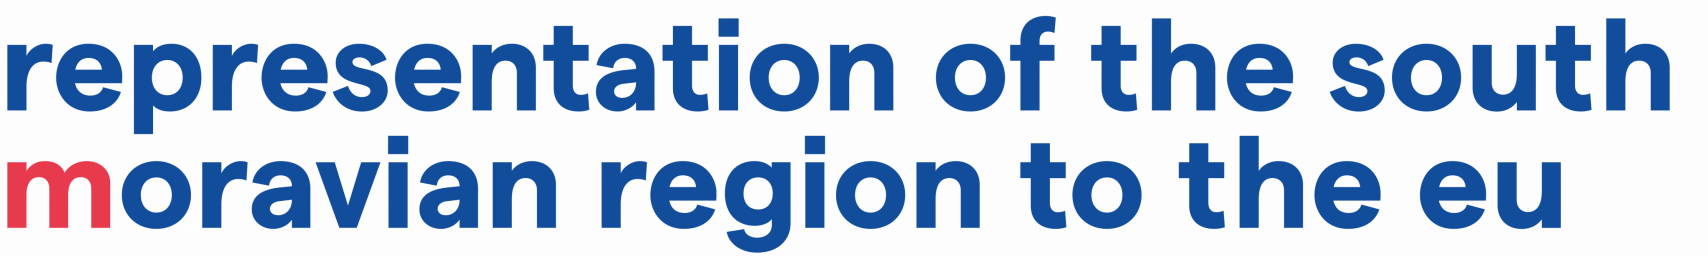 representation of the south
moravian region to the eu